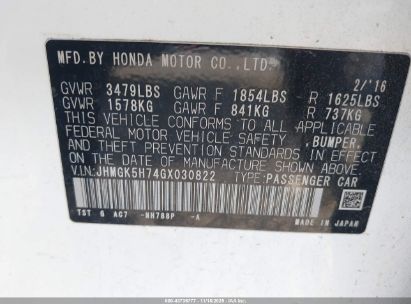 MFD.BY HONDA MOTOR CO.,LTD. 2/'16
GVWR 3479LBS GAWR F 1854LBS R 1625LBS
GVWR 1578KG GAWR F 841KG R 737KG
THIS VEHICLE CONFORMS TO ALL APPLICABLE
FEDERAL MOTOR VEHICLE SAFETY ,BUMPER,
AND THEFT PREVENTION STANDARDS IN EFFECT
ON THE DATE OF MANUFACTURE SHOWN ABOVE.
V.I.N:JHMGK5H74GX030822 TYPE:PASSENGER CAR
TST 6 AC7 -NH788P -A MADE IN JAPAN